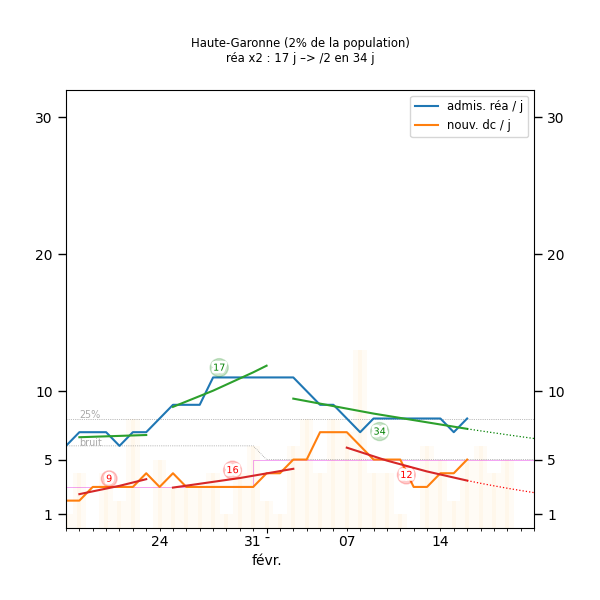 Haute-Garonne (2% de la population)
réa x2 : 17 j –> /2 en 34 j
admis. réa / j
nouv. dc / j
30 30
20 20
10 10
5 5
1 1
25%
bruit
17
34
9
16
12
24 31 - 07 14
févr.